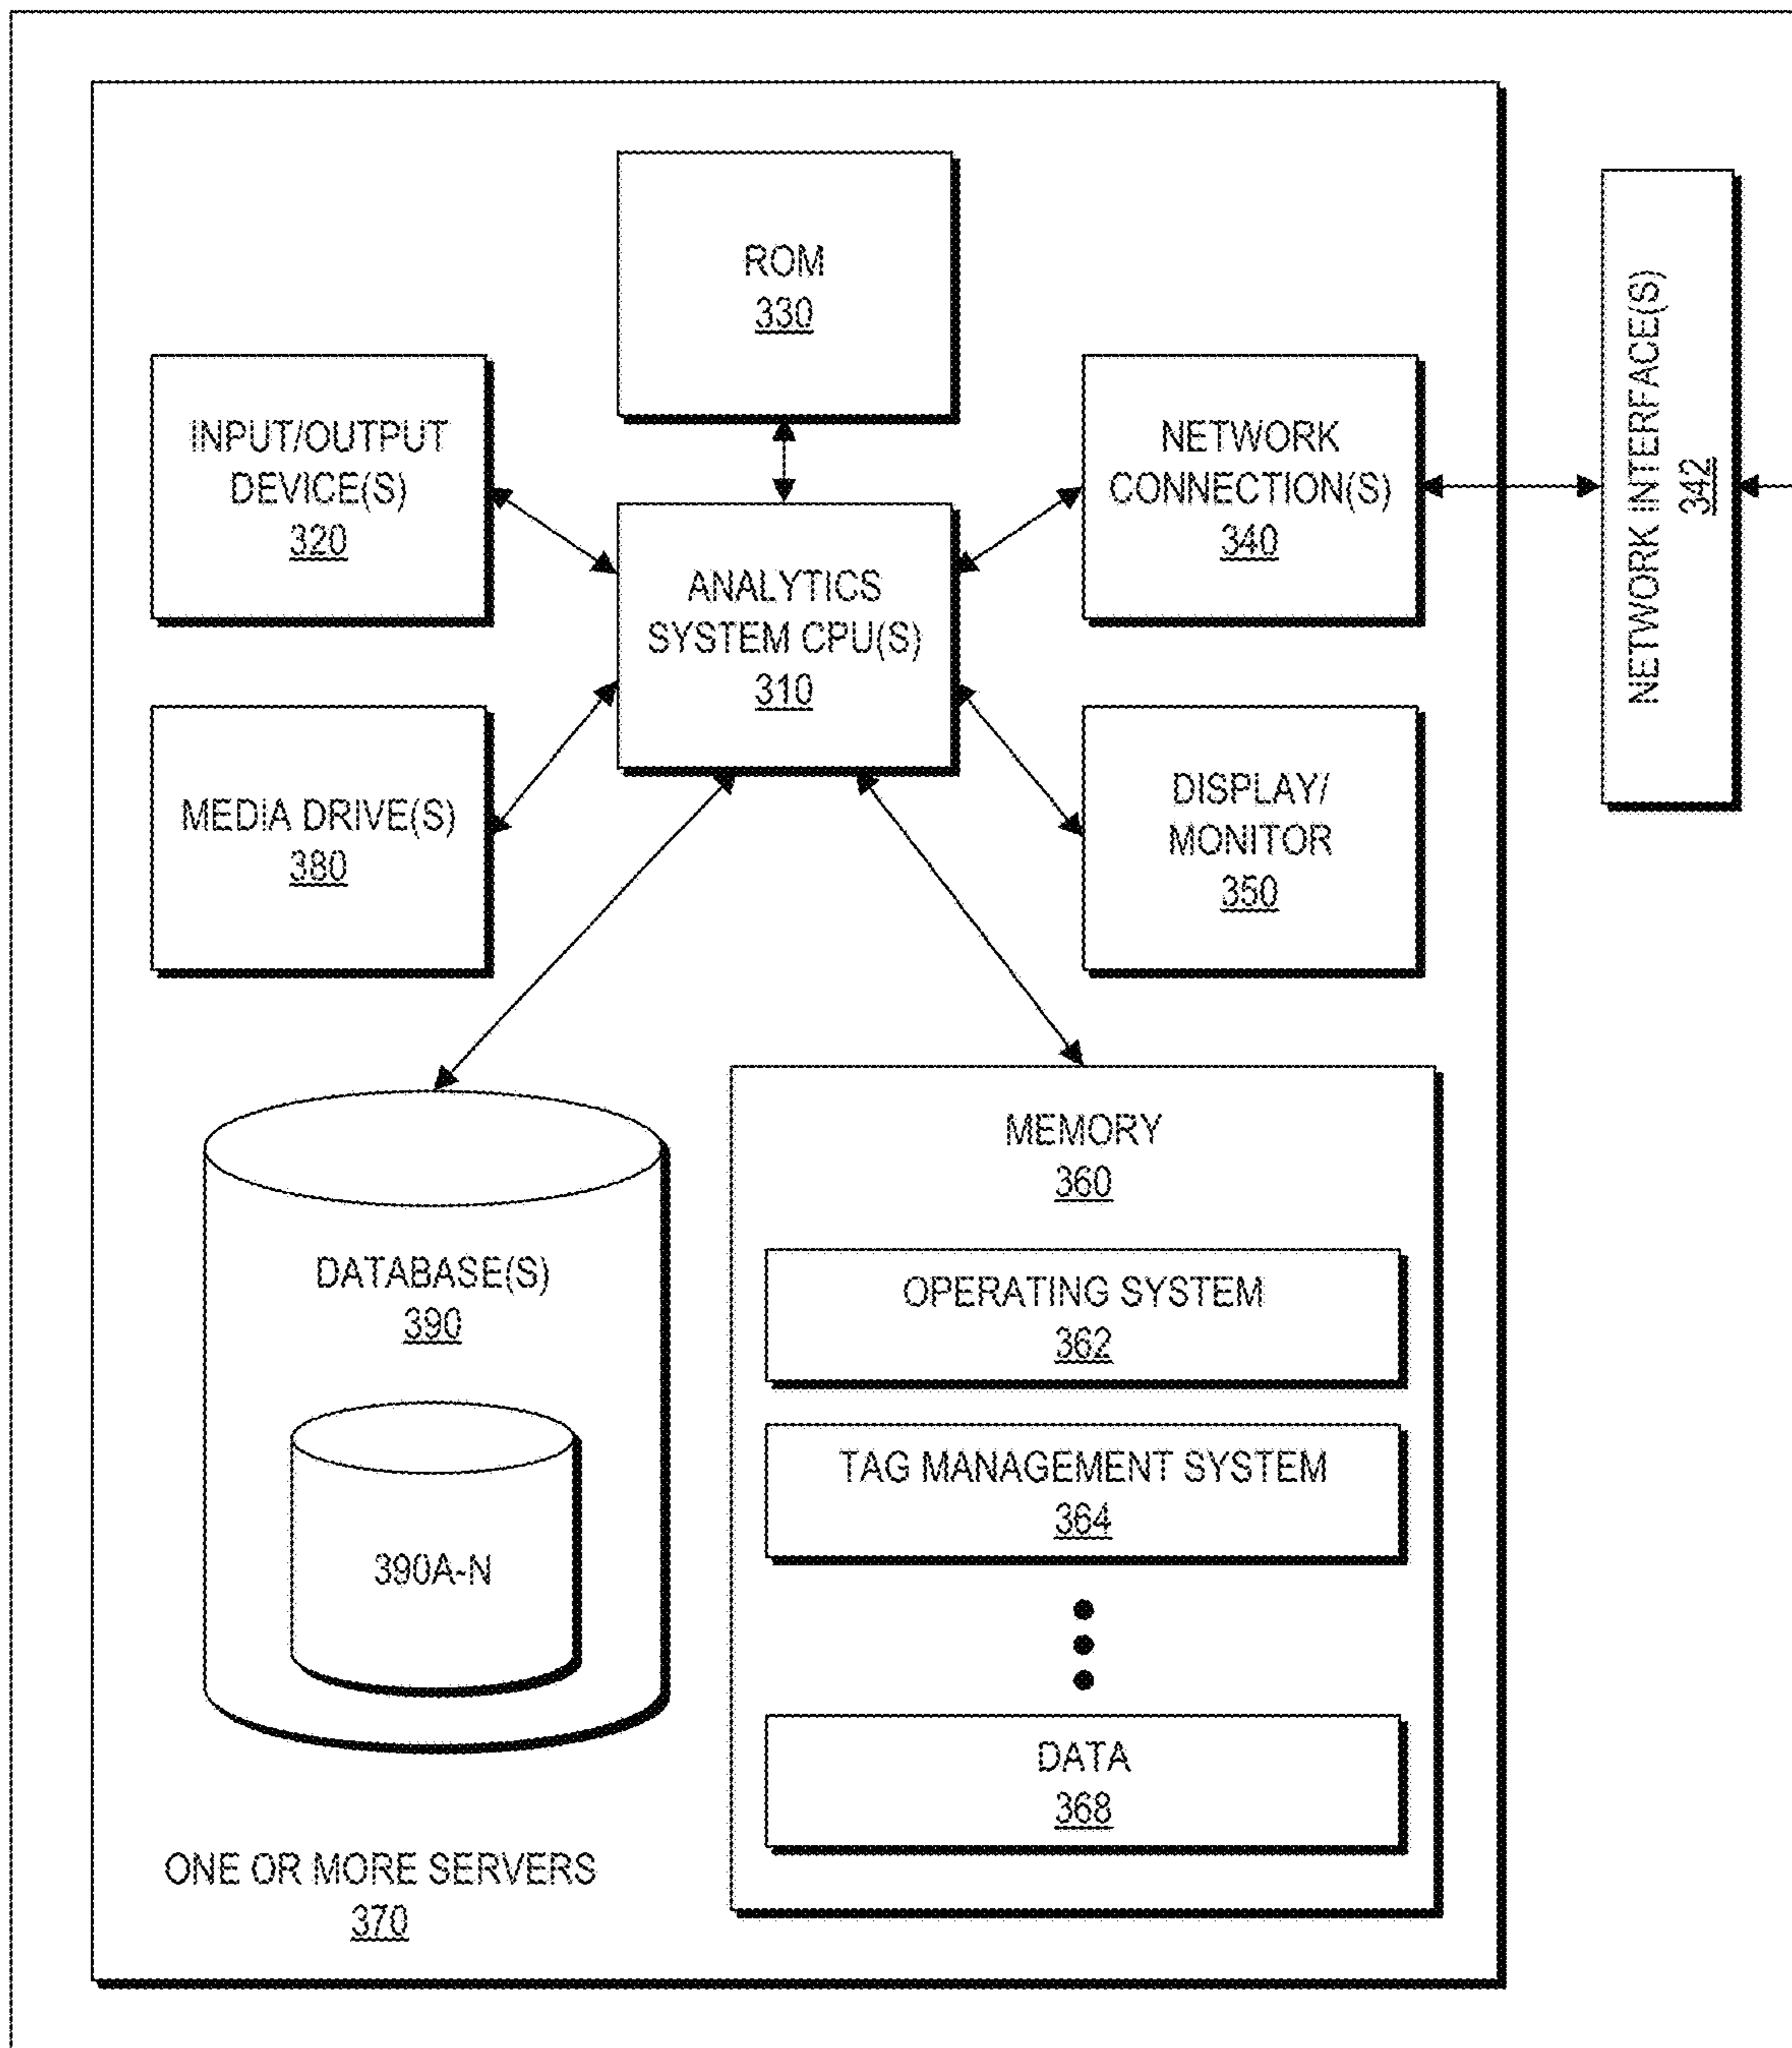 ROM
330
INPUT/OUTPUT
DEVICE(S)
320
NETWORK
CONNECTION(S)
340
NETWORK INTERFACE(S)
342
ANALYTICS
SYSTEM CPU(S)
310
MEDIA DRIVE(S)
380
DISPLAY/
MONITOR
350
DATABASE(S)
390
390A-N
MEMORY
360
OPERATING SYSTEM
362
TAG MANAGEMENT SYSTEM
364
DATA
368
ONE OR MORE SERVERS
370